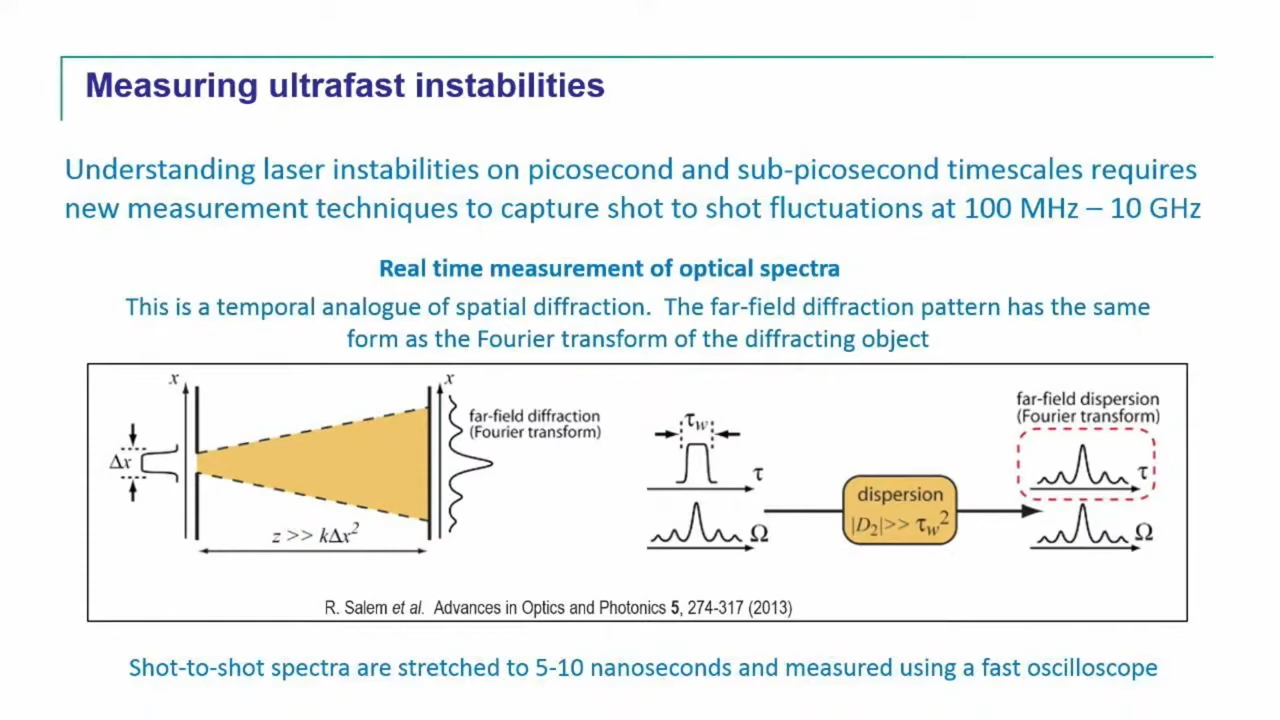 Measuring ultrafast instabilities
Understanding laser instabilities on picosecond and sub-picosecond timescales requires
new measurement techniques to capture shot to shot fluctuations at 100 MHz – 10 GHz
Real time measurement of optical spectra
This is a temporal analogue of spatial diffraction. The far-field diffraction pattern has the same
form as the Fourier transform of the diffracting object
x
x
far-field diffraction
(Fourier transform)
Δx
z >> kΔx²
τw
τ
Ω
dispersion
|D₂|>> τw²
far-field dispersion
(Fourier transform)
τ
Ω
R. Salem et al. Advances in Optics and Photonics 5, 274-317 (2013)
Shot-to-shot spectra are stretched to 5-10 nanoseconds and measured using a fast oscilloscope